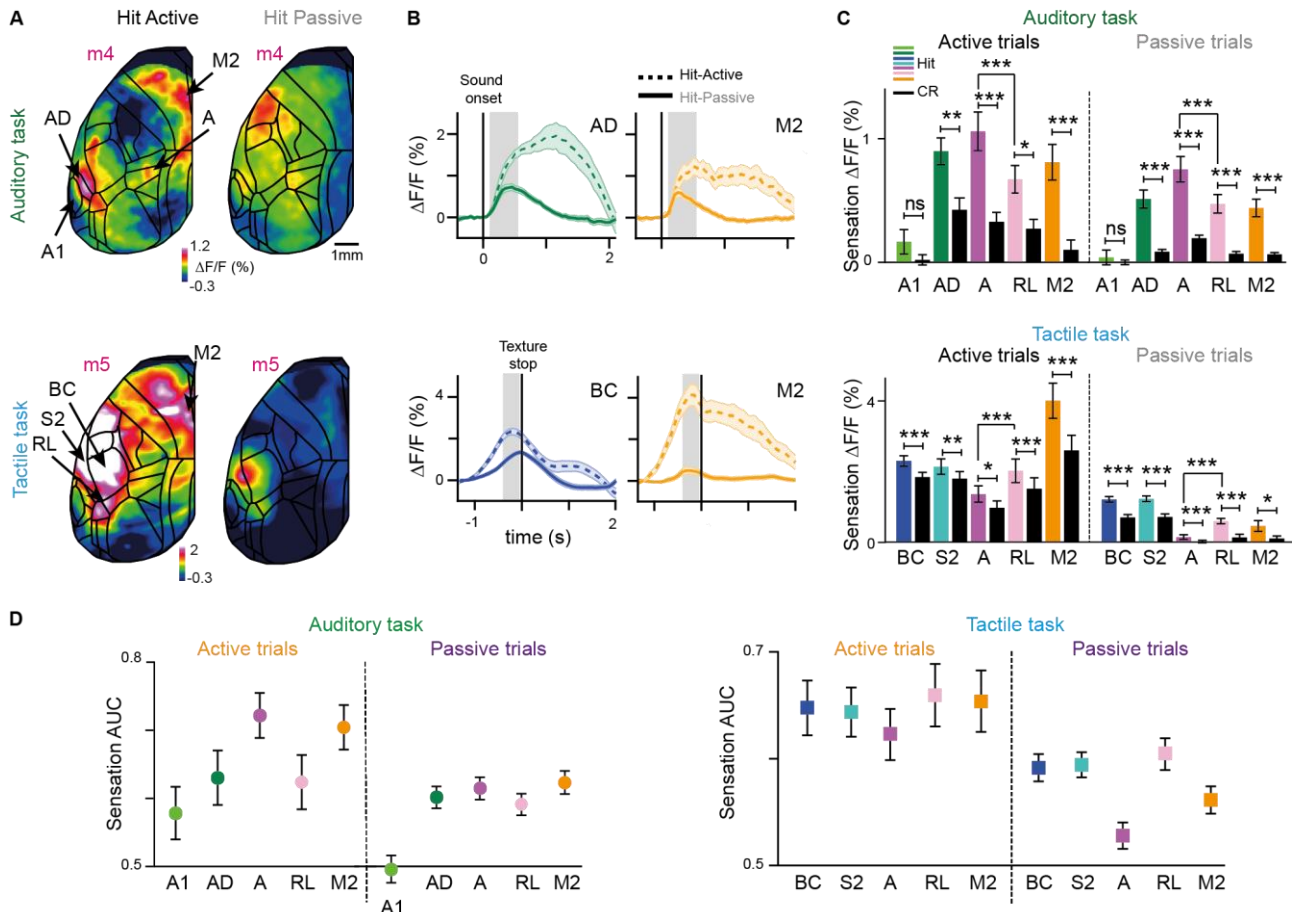 A
Hit Active
Hit Passive
Auditory task
m4
m4
M2
AD
A
A1
1.2
ΔF/F (%)
-0.3
1mm
Tactile task
m5
m5
M2
BC
S2
RL
2
-0.3
B
Sound
onset
Hit-Active
Hit-Passive
AD
M2
ΔF/F (%)
2
0
0
2
Texture
stop
BC
M2
ΔF/F (%)
4
0
-1
0
2
time (s)
C
Auditory task
Active trials
Passive trials
Hit
CR
Sensation ΔF/F (%)
1
0
ns
**
***
***
*
***
ns
***
***
***
***
***
A1
AD
A
RL
M2
A1
AD
A
RL
M2
Tactile task
Active trials
Passive trials
Sensation ΔF/F (%)
4
0
***
**
*
***
***
***
***
***
***
***
***
*
BC
S2
A
RL
M2
BC
S2
A
RL
M2
D
Auditory task
Active trials
Passive trials
Sensation AUC
0.8
0.5
A1
AD
A
RL
M2
A1
AD
A
RL
M2
Tactile task
Active trials
Passive trials
Sensation AUC
0.7
0.5
BC
S2
A
RL
M2
BC
S2
A
RL
M2